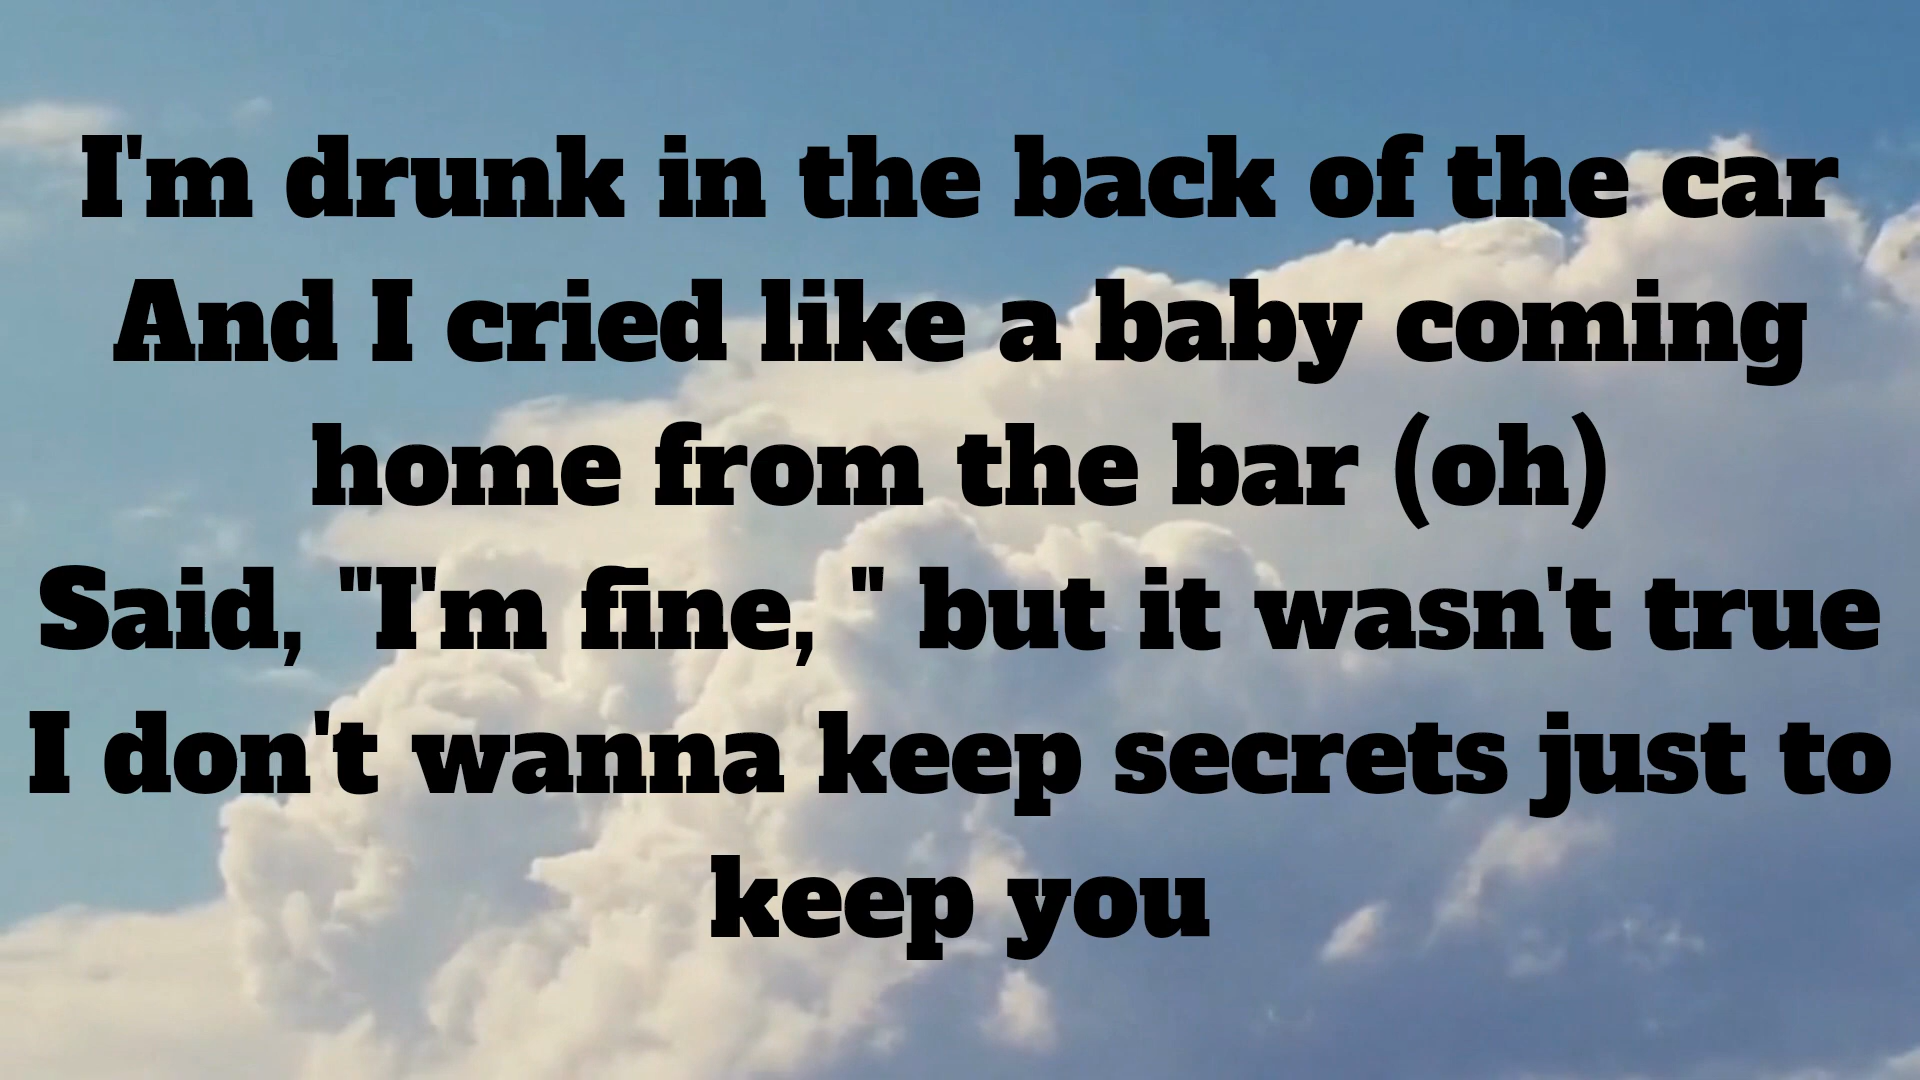 I'm drunk in the back of the car
And I cried like a baby coming
home from the bar (oh)
Said, "I'm fine, " but it wasn't true
I don't wanna keep secrets just to
keep you